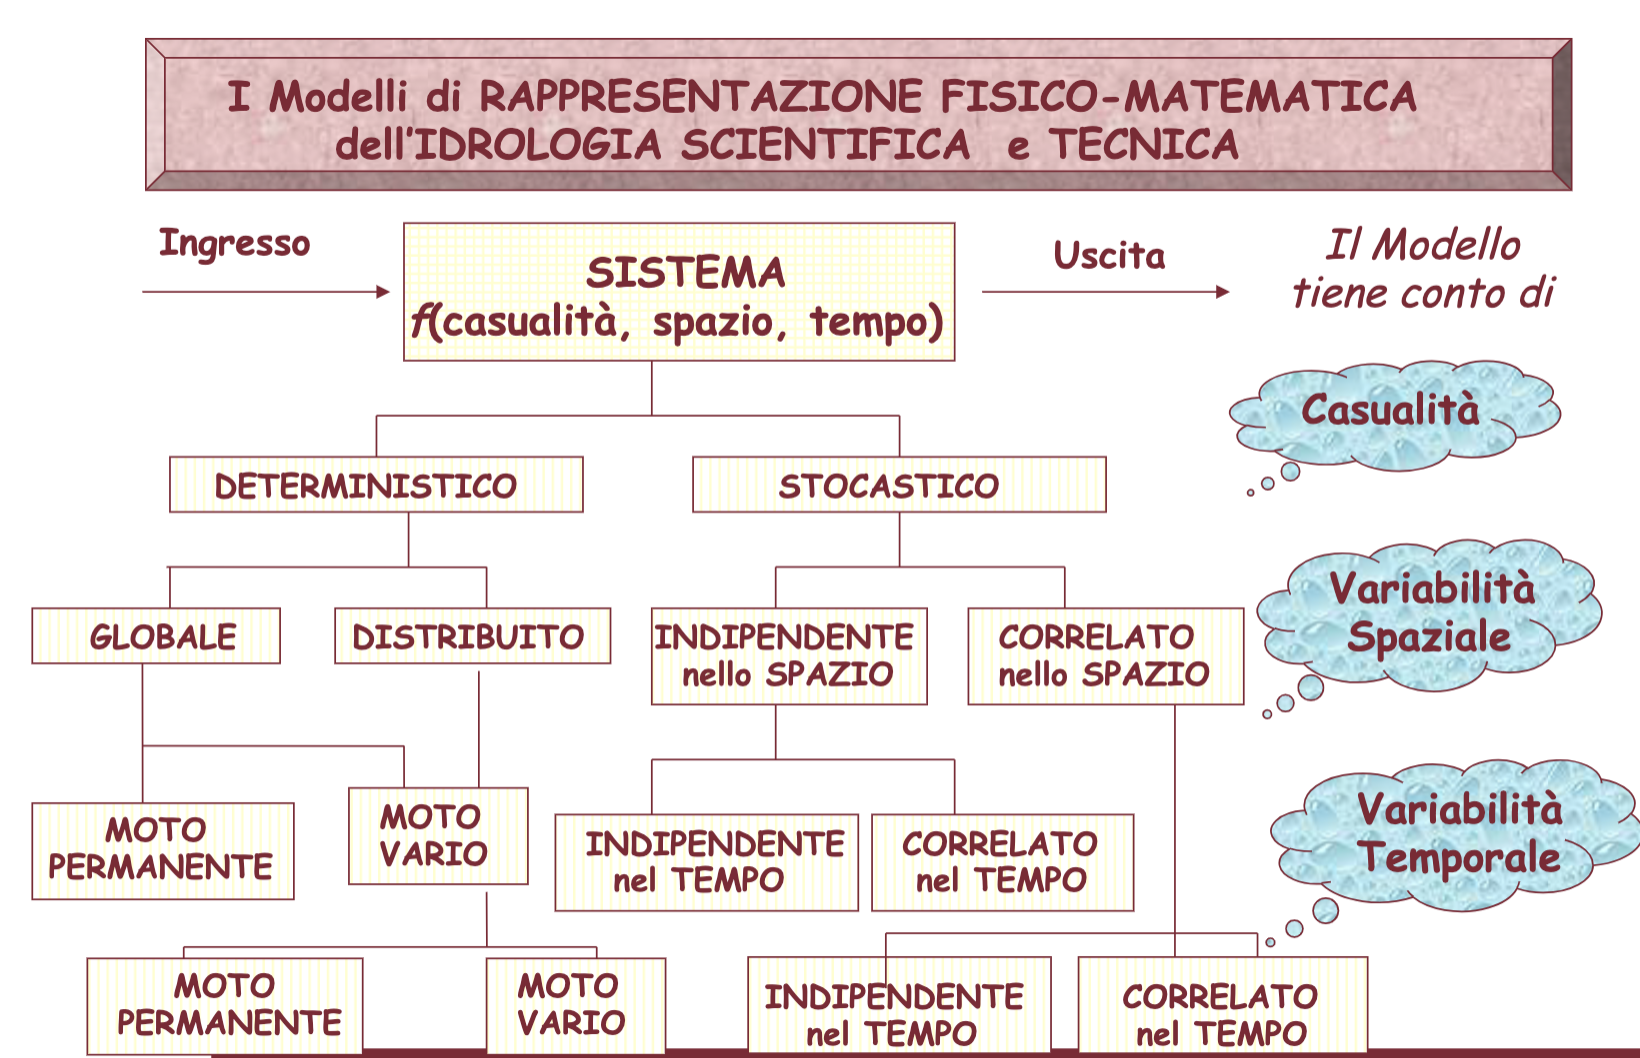 I Modelli di RAPPRESENTAZIONE FISICO-MATEMATICA
dell'IDROLOGIA SCIENTIFICA e TECNICA
Ingresso
SISTEMA
f(casualità, spazio, tempo)
Uscita
Il Modello
tiene conto di
Casualità
DETERMINISTICO
STOCASTICO
Variabilità
Spaziale
GLOBALE
DISTRIBUITO
INDIPENDENTE
nello SPAZIO
CORRELATO
nello SPAZIO
Variabilità
Temporale
MOTO
PERMANENTE
MOTO
VARIO
INDIPENDENTE
nel TEMPO
CORRELATO
nel TEMPO
MOTO
PERMANENTE
MOTO
VARIO
INDIPENDENTE
nel TEMPO
CORRELATO
nel TEMPO